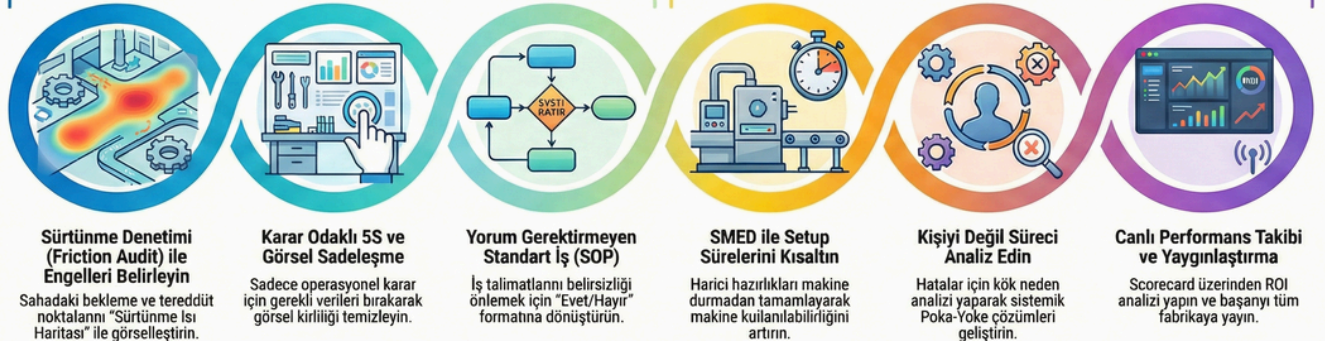 SVSTI
RATIR
Sürtünme Denetimi
(Friction Audit) ile
Engelleri Belirleyin
Sahadaki bekleme ve tereddüt
noktalarını "Sürtünme Isı
Haritası" ile görselleştirin.
Karar Odaklı 5S ve
Görsel Sadeleşme
Sadece operasyonel karar
için gerekli verileri bırakarak
görsel kirliliği temizleyin.
Yorum Gerektirmeyen
Standart İş (SOP)
İş talimatlarını belirsizliği
önlemek için "Evet/Hayır"
formatına dönüştürün.
SMED ile Setup
Sürelerini Kısaltın
Harici hazırlıkları makine
durmadan tamamlayarak
makine kuilanılabilirliğini
artırın.
Kişiyi Değil Süreci
Analiz Edin
Hatalar için kök neden
analizi yaparak sistemik
Poka-Yoke çözümleri
geliştirin.
Canlı Performans Takibi
ve Yaygınlaştırma
Scorecard üzerinden ROI
analizi yapın ve başarıyı tüm
fabrikaya yayın.